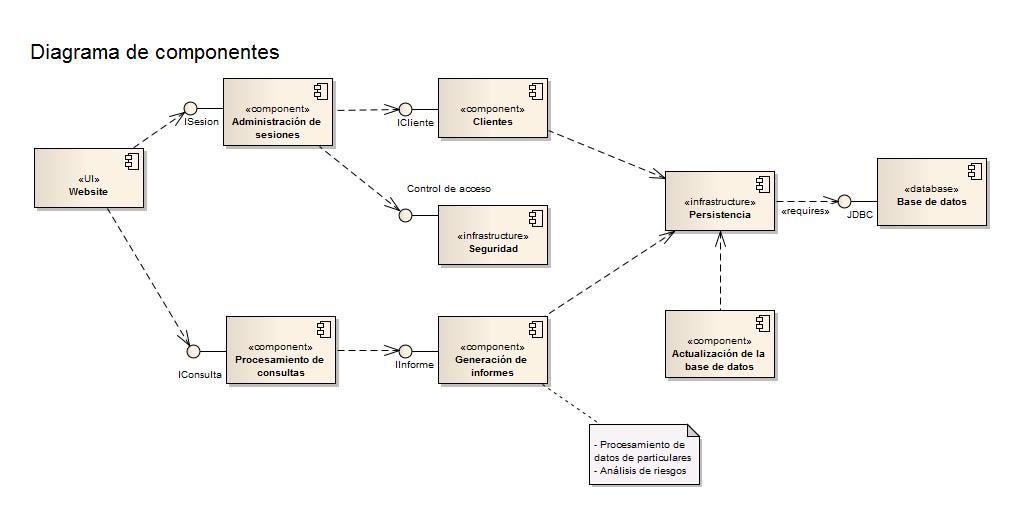 Diagrama de componentes
«component»
Administración de
sesiones
ISesion
«component»
Clientes
ICliente
«UI»
Website
Control de acceso
«infrastructure»
Seguridad
«infrastructure»
Persistencia
«requires»
JDBC
«database»
Base de datos
«component»
Procesamiento de
consultas
IConsulta
«component»
Generación de
informes
IInforme
«component»
Actualización de la
base de datos
- Procesamiento de
datos de particulares
- Análisis de riesgos